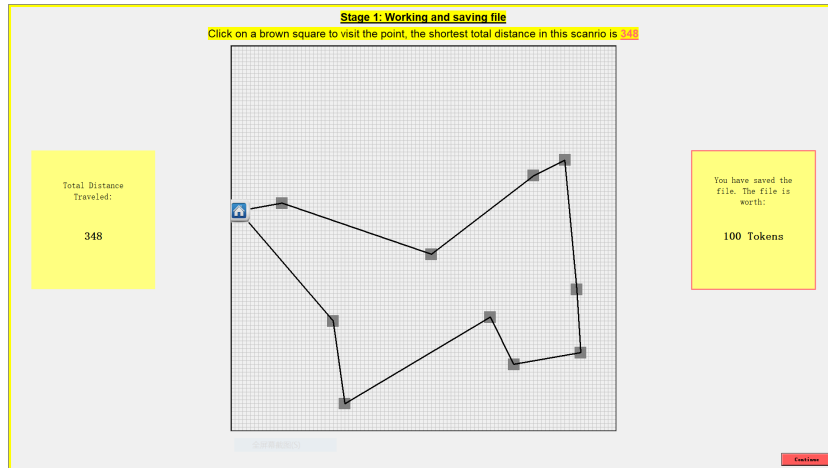 Stage 1: Working and saving file
Click on a brown square to visit the point, the shortest total distance in this scanrio is 348
Total Distance
Traveled:
348
You have saved the
file. The file is
worth:
100 Tokens
Continue